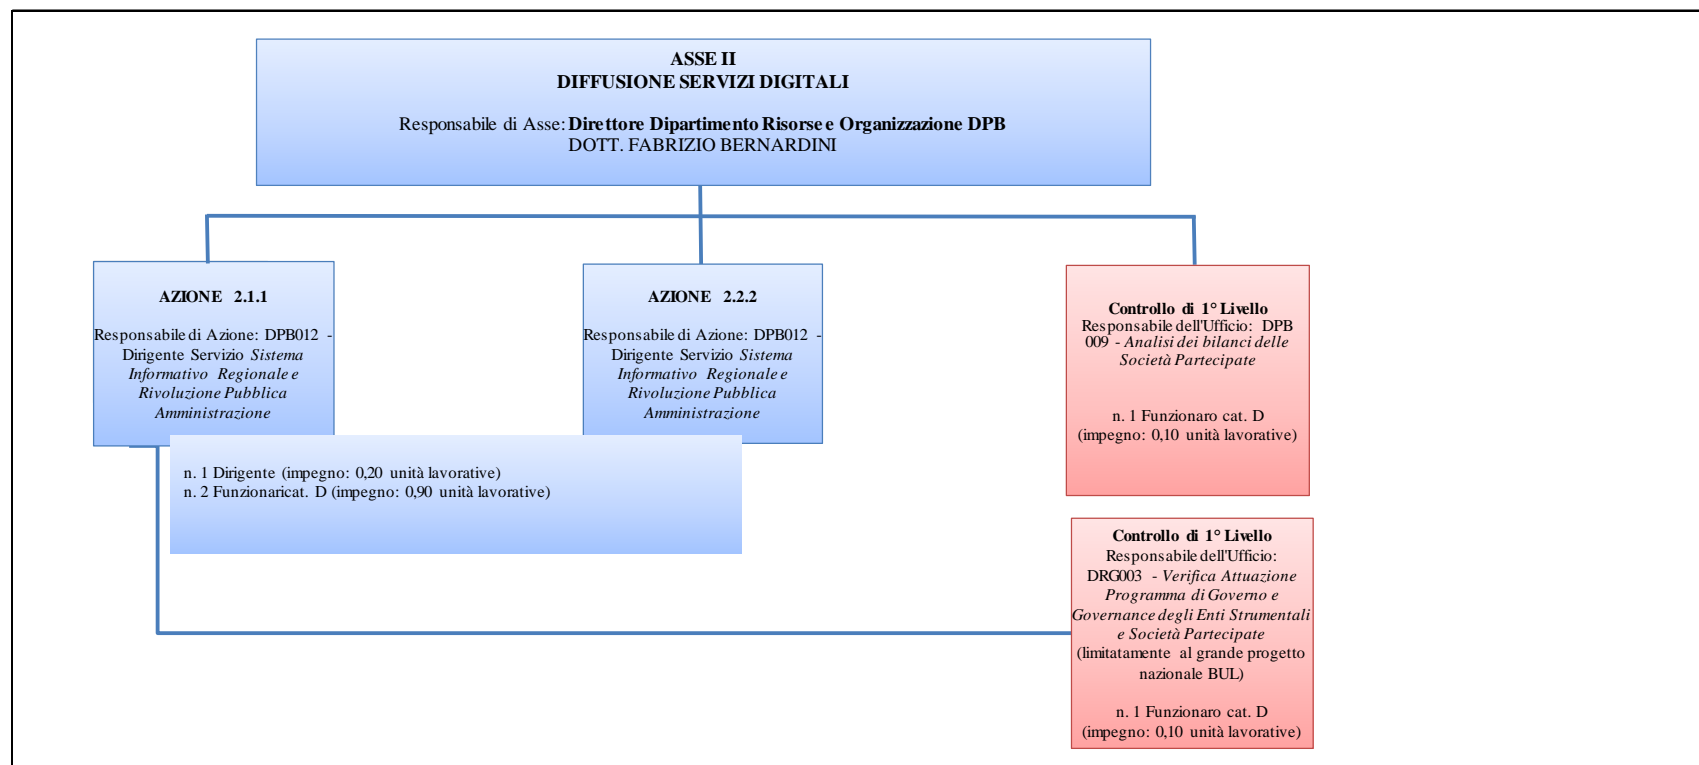 ASSE II
DIFFUSIONE SERVIZI DIGITALI
Responsabile di Asse: Direttore Dipartimento Risorse e Organizzazione DPB
DOTT. FABRIZIO BERNARDINI
AZIONE 2.1.1
Responsabile di Azione: DPB012 -
Dirigente Servizio Sistema
Informativo Regionale e
Rivoluzione Pubblica
Amministrazione
AZIONE 2.2.2
Responsabile di Azione: DPB012 -
Dirigente Servizio Sistema
Informativo Regionale e
Rivoluzione Pubblica
Amministrazione
n. 1 Dirigente (impegno: 0,20 unità lavorative)
n. 2 Funzionaricat. D (impegno: 0,90 unità lavorative)
Controllo di 1° Livello
Responsabile dell'Ufficio: DPB
009 - Analisi dei bilanci delle
Società Partecipate
n. 1 Funzionaro cat. D
(impegno: 0,10 unità lavorative)
Controllo di 1° Livello
Responsabile dell'Ufficio:
DRG003 - Verifica Attuazione
Programma di Governo e
Governance degli Enti Strumentali
e Società Partecipate
(limitatamente al grande progetto
nazionale BUL)
n. 1 Funzionaro cat. D
(impegno: 0,10 unità lavorative)